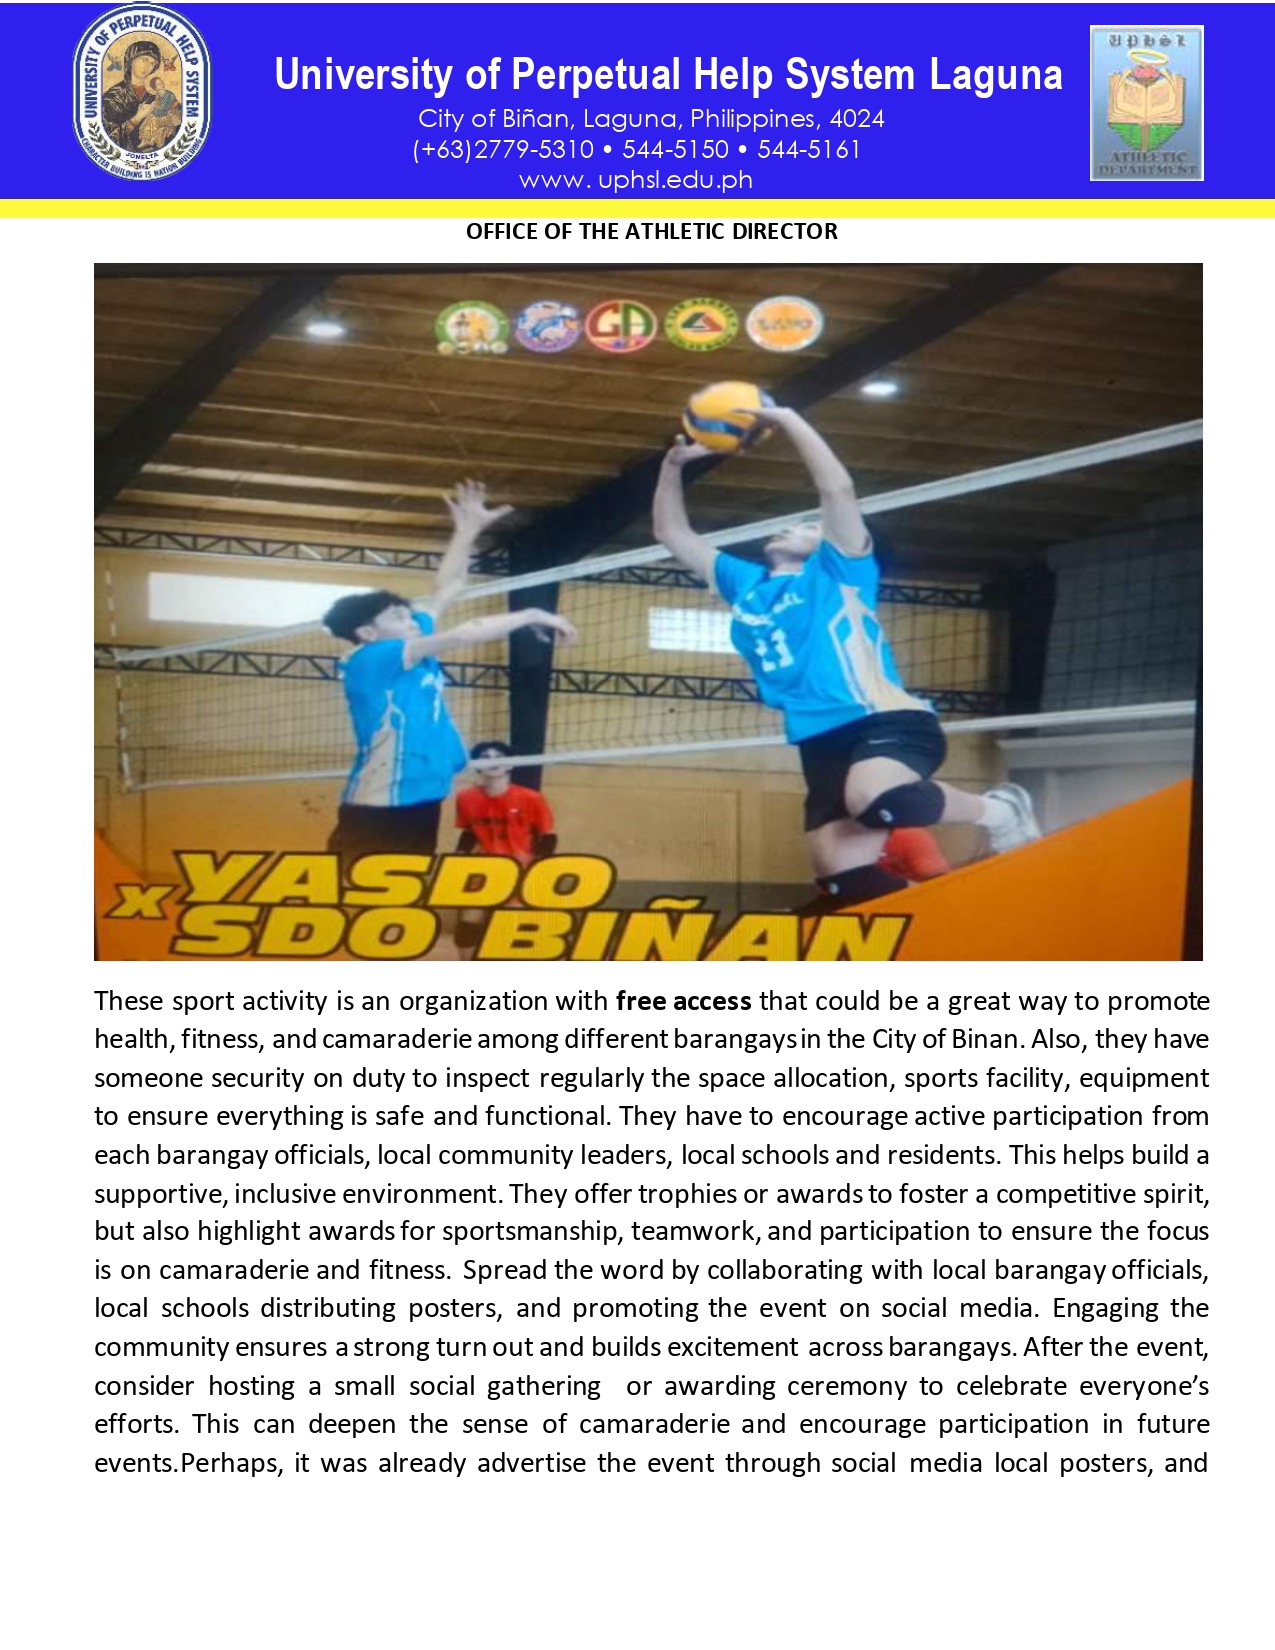 UNIVERSITY OF PERPETUAL HELP SYSTEM
JONELTA
CHARACTER BUILDING IS NATION BUILDING
University of Perpetual Help System Laguna
City of Biñan, Laguna, Philippines, 4024
(+63)2779-5310 • 544-5150 • 544-5161
www. uphsl.edu.ph
UPHSL
ATHLETIC
DEPARTMENT
OFFICE OF THE ATHLETIC DIRECTOR
GA
11
x YASDO
SDO BIÑAN
These sport activity is an organization with free access that could be a great way to promote
health, fitness, and camaraderie among different barangays in the City of Binan. Also, they have
someone security on duty to inspect regularly the space allocation, sports facility, equipment
to ensure everything is safe and functional. They have to encourage active participation from
each barangay officials, local community leaders, local schools and residents. This helps build a
supportive, inclusive environment. They offer trophies or awards to foster a competitive spirit,
but also highlight awards for sportsmanship, teamwork, and participation to ensure the focus
is on camaraderie and fitness. Spread the word by collaborating with local barangay officials,
local schools distributing posters, and promoting the event on social media. Engaging the
community ensures a strong turn out and builds excitement across barangays. After the event,
consider hosting a small social gathering or awarding ceremony to celebrate everyone’s
efforts. This can deepen the sense of camaraderie and encourage participation in future
events.Perhaps, it was already advertise the event through social media local posters, and